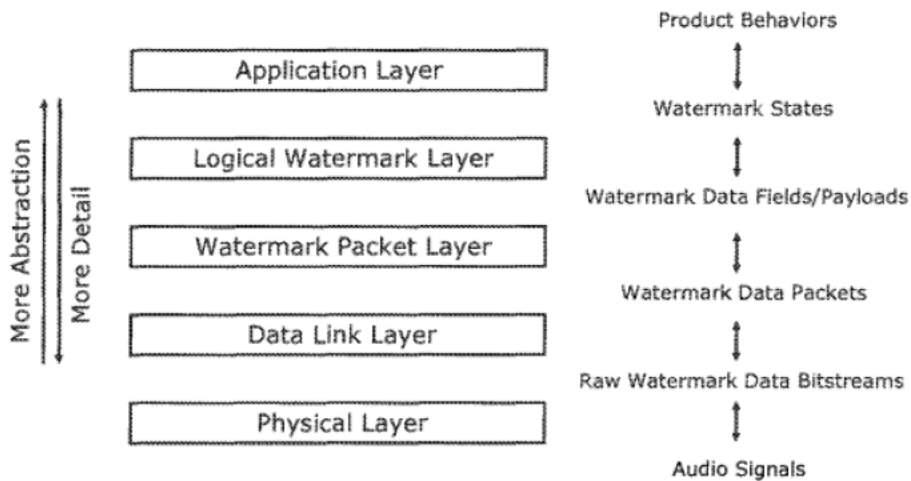 Product Behaviors
Application Layer
Watermark States
Logical Watermark Layer
Watermark Data Fields/Payloads
Watermark Packet Layer
Watermark Data Packets
Data Link Layer
Raw Watermark Data Bitstreams
Physical Layer
Audio Signals
More Abstraction
More Detail